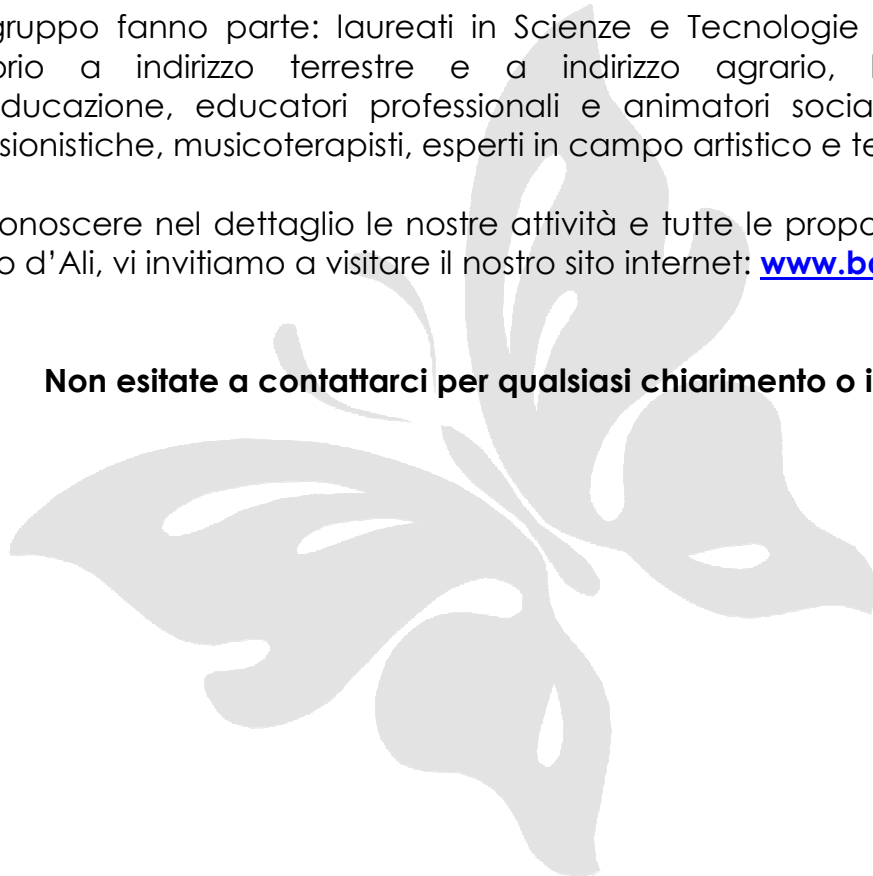 gruppo fanno parte: laureati in Scienze e Tecnologie
orio a indirizzo terrestre e a indirizzo agrario,
ducazione, educatori professionali e animatori socia
sionistiche, musicoterapisti, esperti in campo artistico e te
onoscere nel dettaglio le nostre attività e tutte le propo
o d'Ali, vi invitiamo a visitare il nostro sito internet: www.ba
Non esitate a contattarci per qualsiasi chiarimento o i